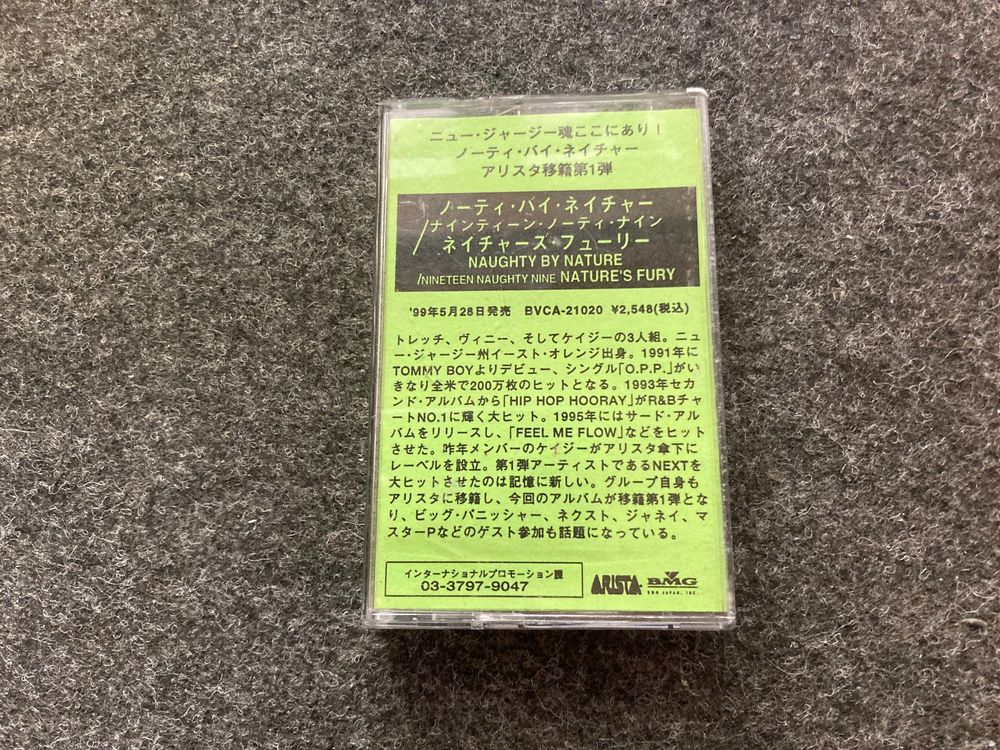 ニュー・ジャージー魂ここにあり!
ノーティ・バイ・ネイチャー
アリスタ移籍第1弾
ノーティ・バイ・ネイチャー
/ナインティーン・ノーティ・ナイン
ネイチャーズ・フューリー
NAUGHTY BY NATURE
/NINETEEN NAUGHTY NINE NATURE'S FURY
'99年5月28日発売 BVCA-21020 ¥2,548(税込)
トレッチ、ヴィニー、そしてケイジーの3人組。ニュ
ー・ジャージー州イースト・オレンジ出身。1991年に
TOMMY BOYよりデビュー、シングル「O.P.P.」がい
きなり全米で200万枚のヒットとなる。1993年セカ
ンド・アルバムから「HIP HOP HOORAY」がR&Bチャ
ートNO.1に輝く大ヒット。1995年にはサード・アル
バムをリリースし、「FEEL ME FLOW」などをヒット
させた。昨年メンバーのケイジーがアリスタ傘下に
レーベルを設立。第1弾アーティストであるNEXTを
大ヒットさせたのは記憶に新しい。グループ自身も
アリスタに移籍し、今回のアルバムが移籍第1弾とな
り、ビッグ・パニッシャー、ネクスト、ジャネイ、マ
スターPなどのゲスト参加も話題になっている。
インターナショナルプロモーション課
03-3797-9047
ARISTA BMG
BMG JAPAN, INC.